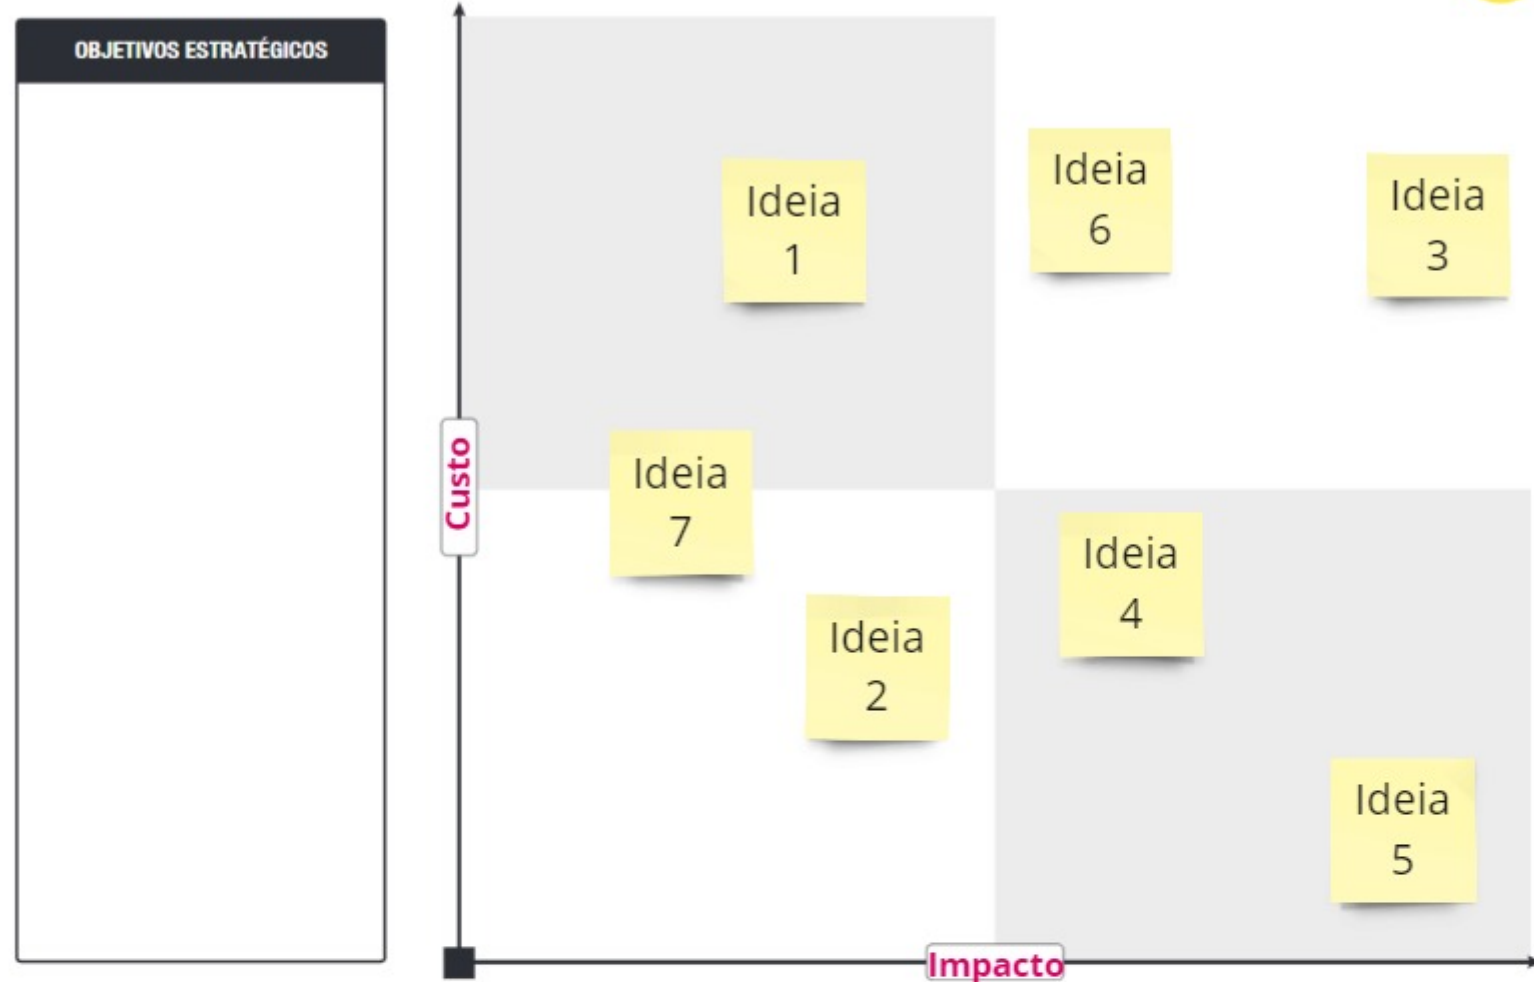 OBJETIVOS ESTRATÉGICOS
Ideia
1
Ideia
6
Ideia
3
Custo
Ideia
7
Ideia
4
Ideia
2
Ideia
5
Impacto